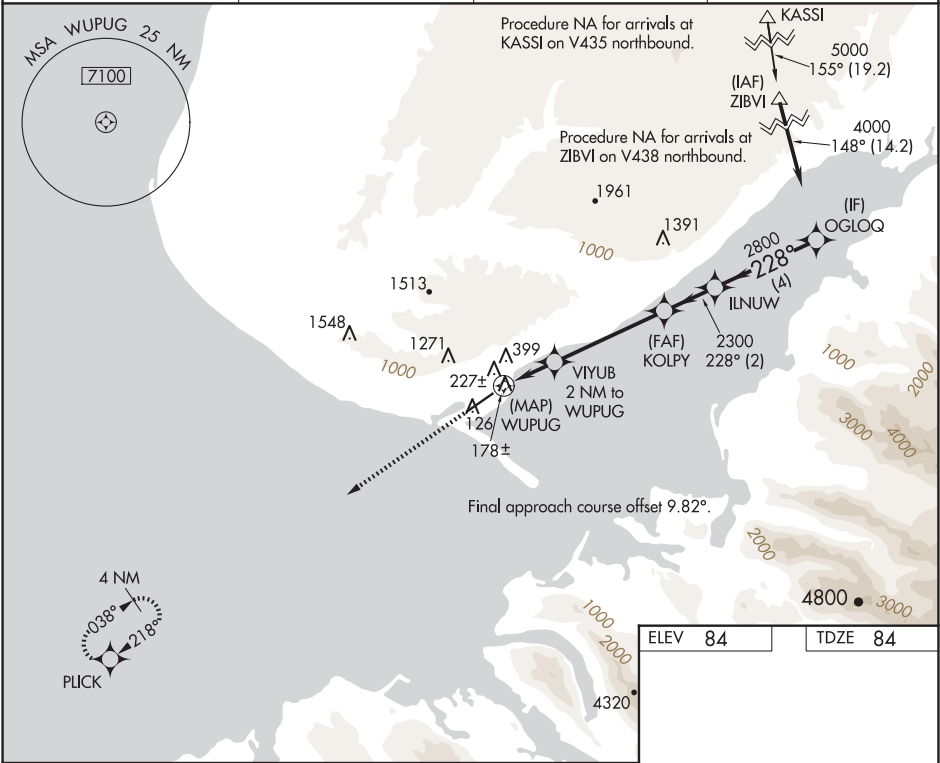 MSA WUPUG 25 NM
7100
Procedure NA for arrivals at
KASSI on V435 northbound.
KASSI
5000
155° (19.2)
(IAF)
ZIBVI
4000
148° (14.2)
Procedure NA for arrivals at
ZIBVI on V438 northbound.
1961
1391
1000
(IF)
OGLOQ
2800
228°
(4)
ILNUW
1513
1548
1271
399
1000
227±
(FAF)
KOLPY
2300
228° (2)
VIYUB
2 NM to
WUPUG
(MAP)
WUPUG
126
178±
1000
2000
3000
4000
Final approach course offset 9.82°.
2000
4 NM
038°
218°
PLICK
4800
3000
1000
2000
4320
ELEV 84
TDZE 84